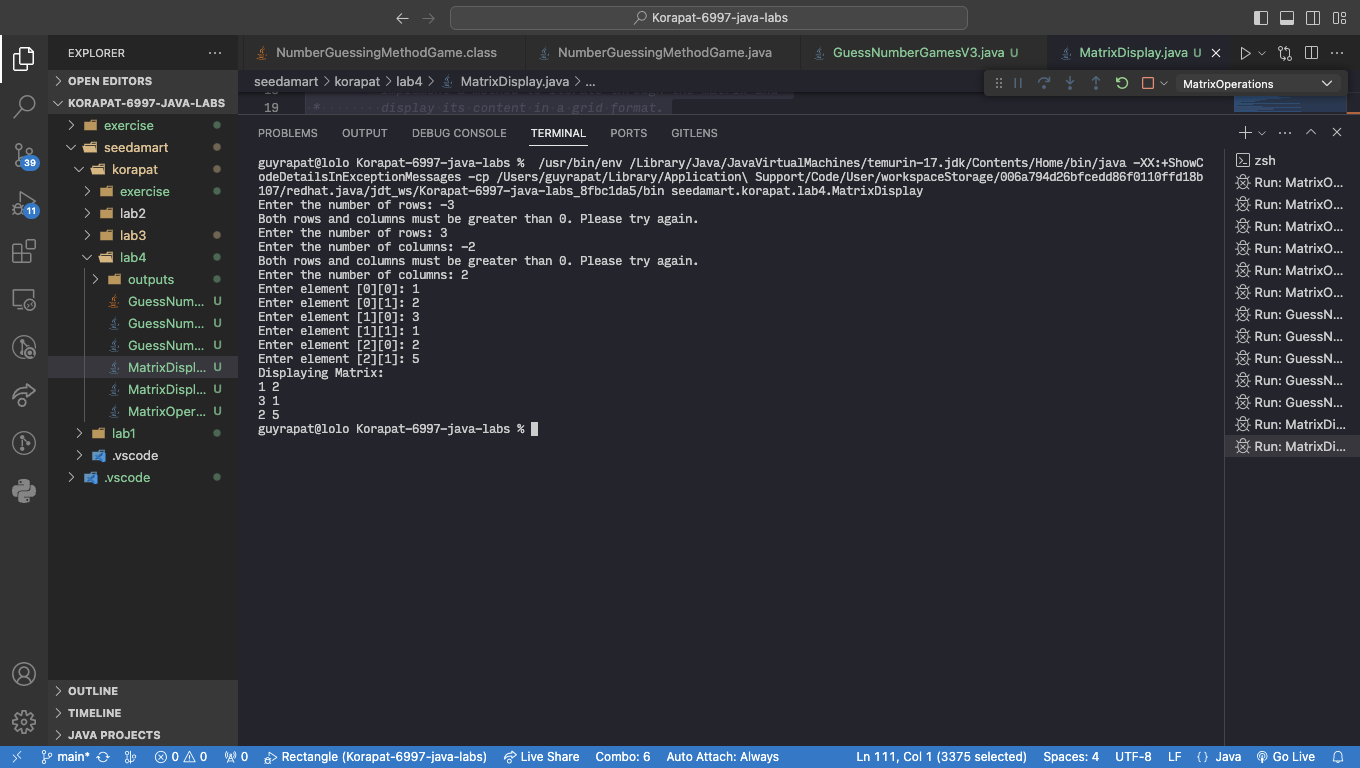 Korapat-6997-java-labs
EXPLORER
OPEN EDITORS
KORAPAT-6997-JAVA-LABS
exercise
seedamart
korapat
exercise
lab2
lab3
lab4
outputs
GuessNum... U
GuessNum... U
GuessNum... U
MatrixDispl... U
MatrixDispl... U
MatrixOper... U
lab1
.vscode
.vscode
OUTLINE
TIMELINE
JAVA PROJECTS
39
11
NumberGuessingMethodGame.class
NumberGuessingMethodGame.java
GuessNumberGamesV3.java U
MatrixDisplay.java U
seedamart > korapat > lab4 > MatrixDisplay.java > ...
MatrixOperations
19 * display its content in a grid format.
PROBLEMS OUTPUT DEBUG CONSOLE TERMINAL PORTS GITLENS
guyrapat@lolo Korapat-6997-java-labs % /usr/bin/env /Library/Java/JavaVirtualMachines/temurin-17.jdk/Contents/Home/bin/java -XX:+ShowC
odeDetailsInExceptionMessages -cp /Users/guyrapat/Library/Application\ Support/Code/User/workspaceStorage/006a794d26bfcedd86f0110ffd18b
107/redhat.java/jdt_ws/Korapat-6997-java-labs_8fbc1da5/bin seedamart.korapat.lab4.MatrixDisplay
Enter the number of rows: -3
Both rows and columns must be greater than 0. Please try again.
Enter the number of rows: 3
Enter the number of columns: -2
Both rows and columns must be greater than 0. Please try again.
Enter the number of columns: 2
Enter element [0][0]: 1
Enter element [0][1]: 2
Enter element [1][0]: 3
Enter element [1][1]: 1
Enter element [2][0]: 2
Enter element [2][1]: 5
Displaying Matrix:
1 2
3 1
2 5
guyrapat@lolo Korapat-6997-java-labs %
zsh
Run: MatrixO...
Run: MatrixO...
Run: MatrixO...
Run: MatrixO...
Run: MatrixO...
Run: MatrixO...
Run: GuessN...
Run: GuessN...
Run: GuessN...
Run: GuessN...
Run: GuessN...
Run: MatrixDi...
Run: MatrixDi...
main* 0 0 0 Rectangle (Korapat-6997-java-labs) Live Share Combo: 6 Auto Attach: Always Ln 111, Col 1 (3375 selected) Spaces: 4 UTF-8 LF {} Java Go Live